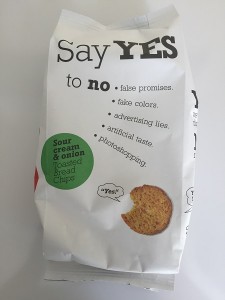 Say YES
to no • false promises.
• fake colors.
• advertising lies.
• artificial taste.
• photoshopping.
Sour
cream &
& onion
Toasted
Bread
Chips
"Yes!"